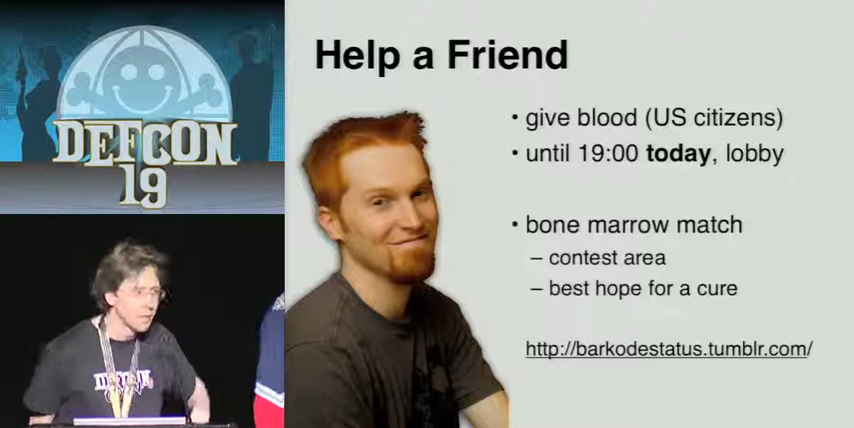 DEFCON
19
Help a Friend
• give blood (US citizens)
• until 19:00 today, lobby
• bone marrow match
– contest area
– best hope for a cure
http://barkodestatus.tumblr.com/
DEFCON